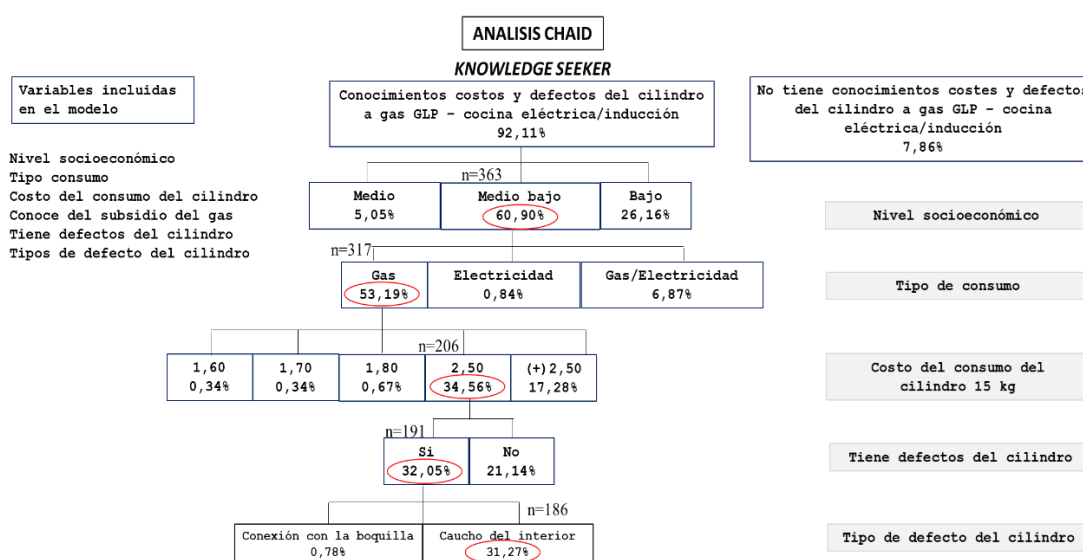 ANALISIS CHAID
KNOWLEDGE SEEKER
Variables incluidas
en el modelo
Conocimientos costos y defectos del cilindro
a gas GLP – cocina eléctrica/inducción
92,11%
No tiene conocimientos costes y defectos
del cilindro a gas GLP – cocina
eléctrica/inducción
7,86%
Nivel socioeconómico
Tipo consumo
Costo del consumo del cilindro
Conoce del subsidio del gas
Tiene defectos del cilindro
Tipos de defecto del cilindro
n=363
Medio
5,05%
Medio bajo
60,90%
Bajo
26,16%
Nivel socioeconómico
n=317
Gas
53,19%
Electricidad
0,84%
Gas/Electricidad
6,87%
Tipo de consumo
n=206
1,60
0,34%
1,70
0,34%
1,80
0,67%
2,50
34,56%
(+)2,50
17,28%
Costo del consumo del
cilindro 15 kg
n=191
Si
32,05%
No
21,14%
Tiene defectos del cilindro
n=186
Conexión con la boquilla
0,78%
Caucho del interior
31,27%
Tipo de defecto del cilindro